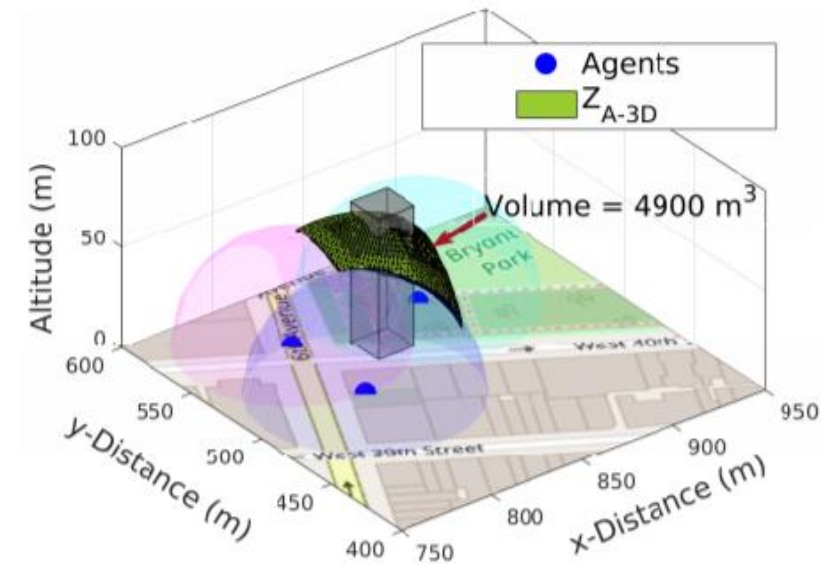 Agents
Z_A-3D
Volume = 4900 m³
Altitude (m)
100
50
0
600
550
500
450
400
y-Distance (m)
750
800
850
900
950
x-Distance (m)
Bryant
Park
West 40th
West 39th Street
Avenue